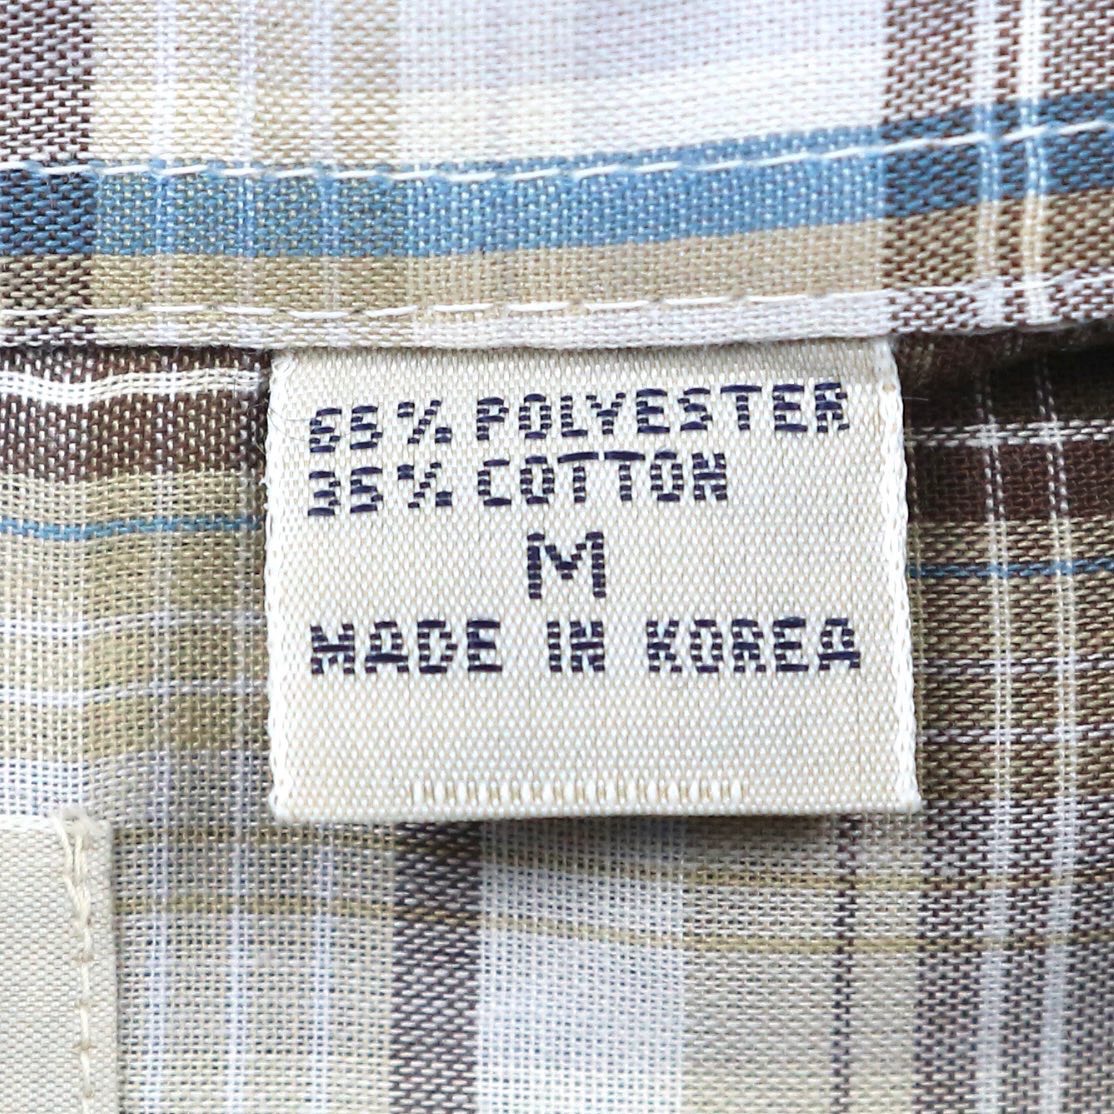 65% POLYESTER
35% COTTON
M
MADE IN KOREA